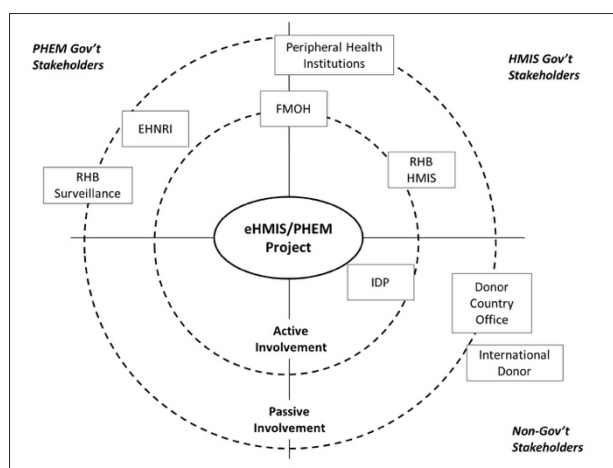 PHEM Gov't
Stakeholders
Peripheral Health
Institutions
HMIS Gov't
Stakeholders
FMOH
EHNRI
RHB
Surveillance
RHB
HMIS
eHMIS/PHEM
Project
IDP
Donor
Country
Office
Active
Involvement
International
Donor
Passive
Involvement
Non-Gov't
Stakeholders